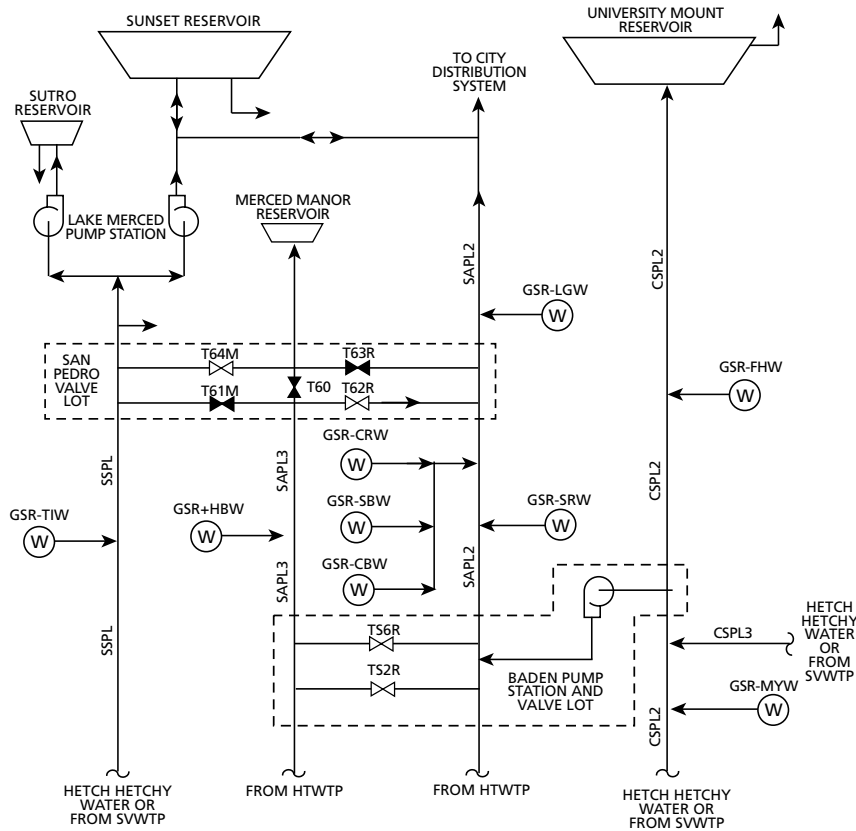 SUNSET RESERVOIR
UNIVERSITY MOUNT
RESERVOIR
TO CITY
DISTRIBUTION
SYSTEM
SUTRO
RESERVOIR
LAKE MERCED
PUMP STATION
MERCED MANOR
RESERVOIR
SAPL2
CSPL2
GSR-LGW
W
SAN
PEDRO
VALVE
LOT
T64M
T63R
T60
T61M
T62R
GSR-FHW
W
GSR-CRW
W
SSPL
SAPL3
CSPL2
GSR-TIW
W
GSR+HBW
W
GSR-SBW
W
GSR-SRW
W
GSR-CBW
W
SAPL3
SAPL2
SSPL
TS6R
TS2R
BADEN PUMP
STATION AND
VALVE LOT
CSPL3
HETCH
HETCHY
WATER OR
FROM
SVWTP
GSR-MYW
W
CSPL2
HETCH HETCHY
WATER OR
FROM SVWTP
FROM HTWTP
FROM HTWTP
HETCH HETCHY
WATER OR
FROM SVWTP